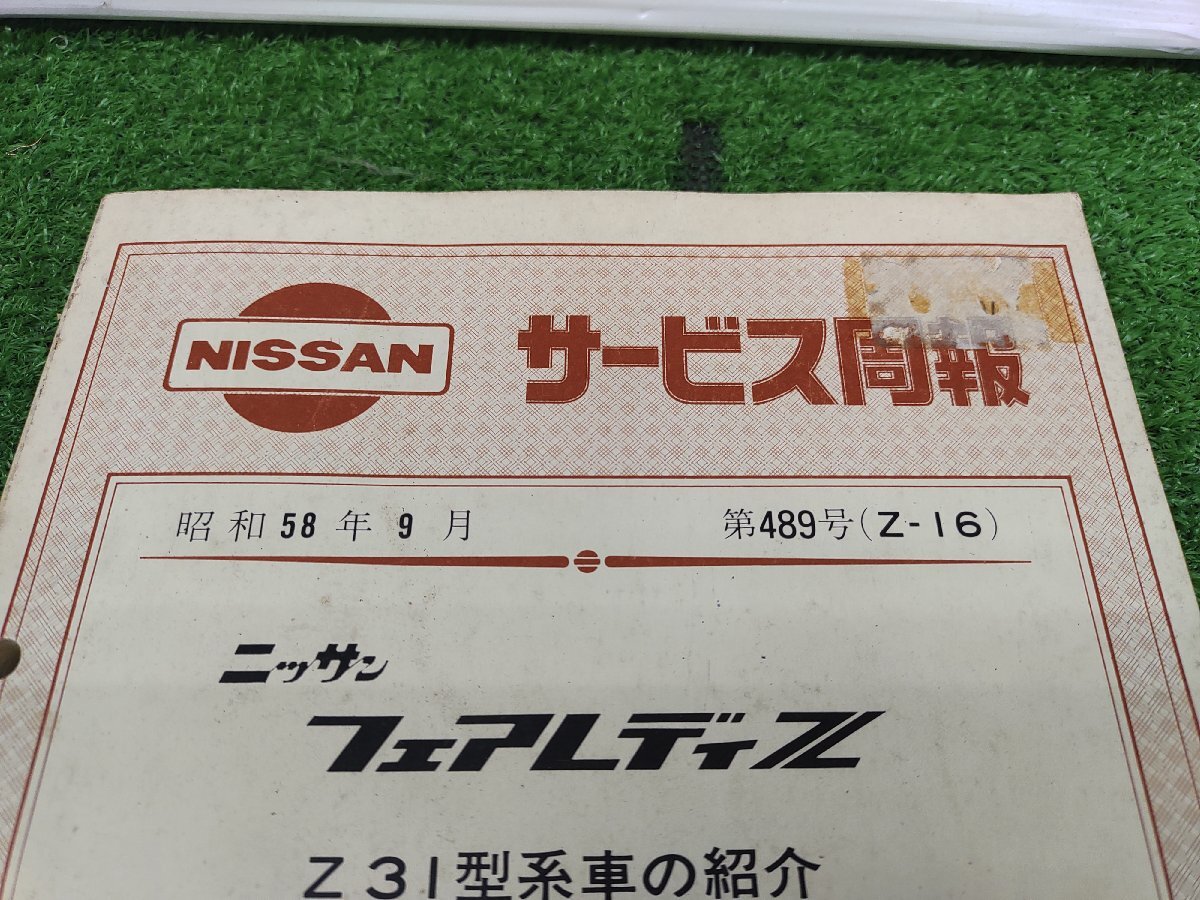 NISSAN
サービス周報
昭和58年9月 第489号(Z-16)
ニッサン
フェアレディZ
Z31型系車の紹介